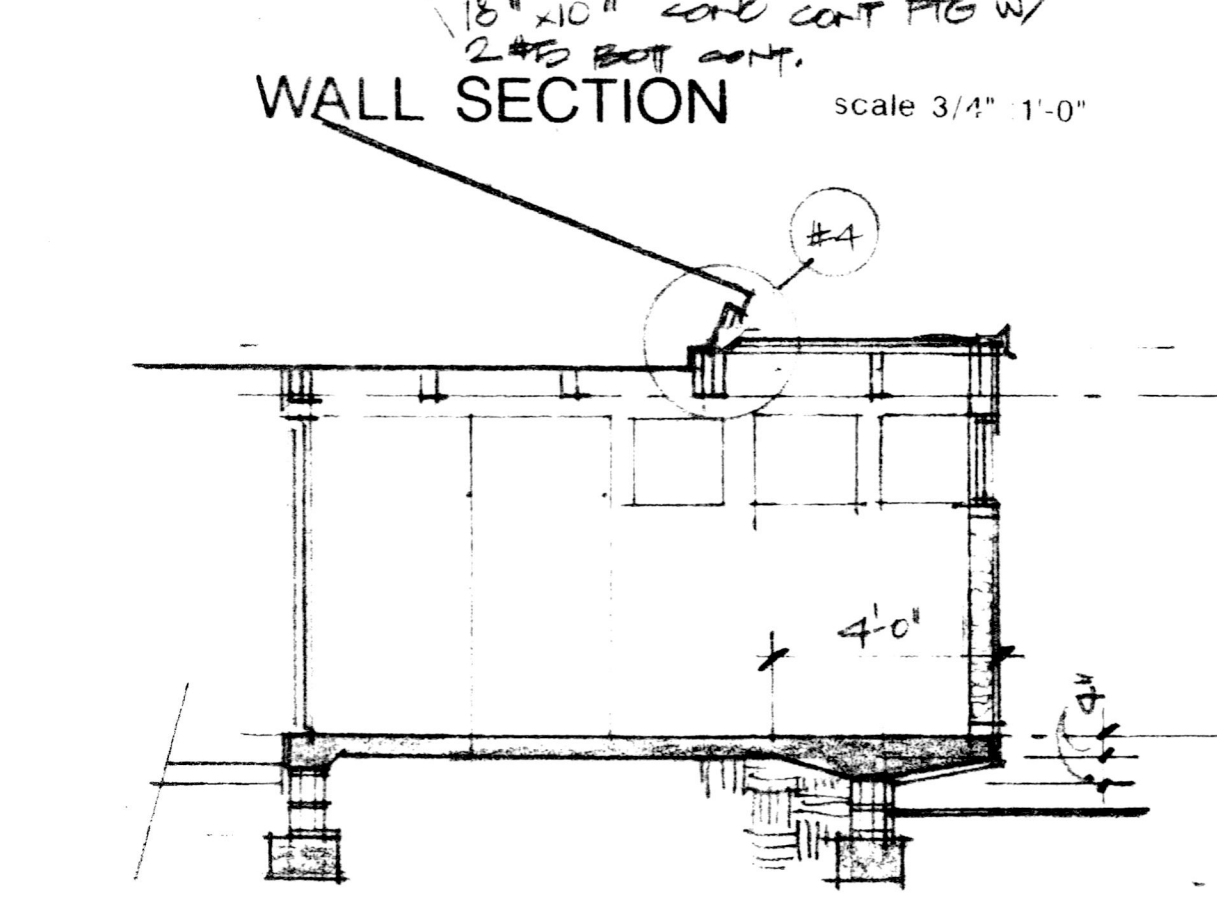 18" x10" CONC CONT FTG W/
2 #5 BOTT CONT.
WALL SECTION scale 3/4" 1'-0"
#4
4'-0"
4"